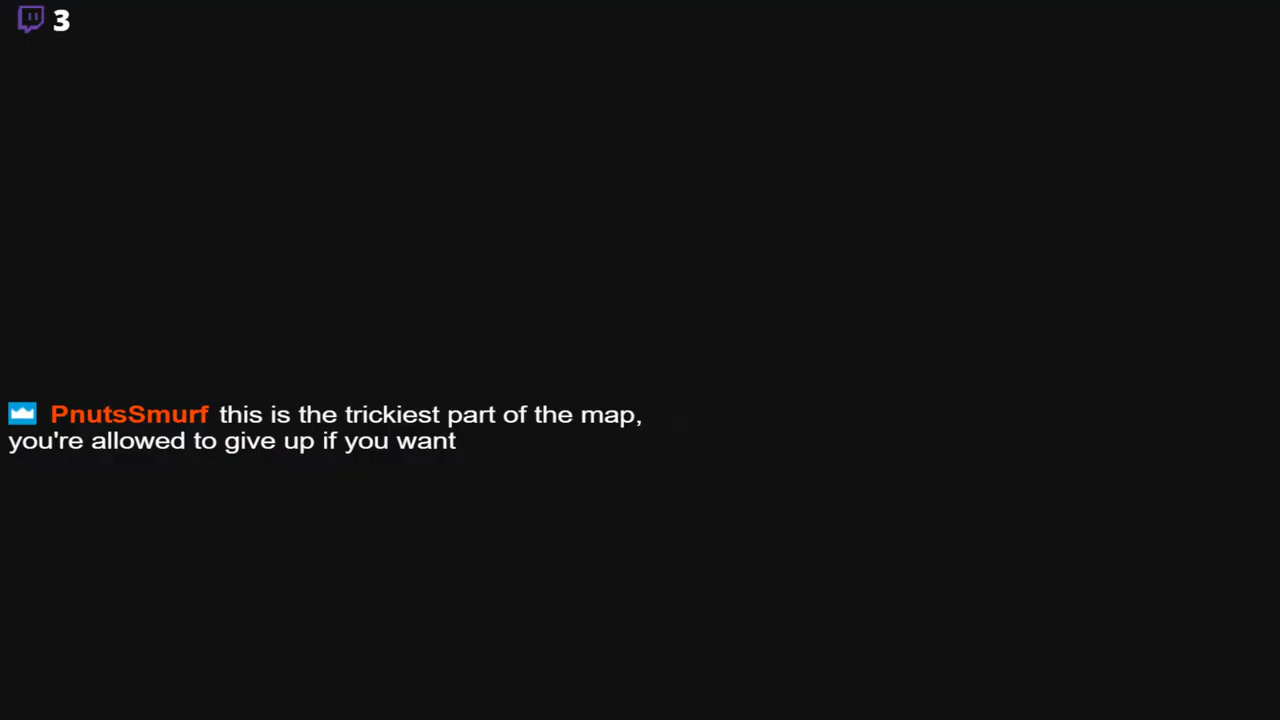 3
PnutsSmurf this is the trickiest part of the map,
you're allowed to give up if you want